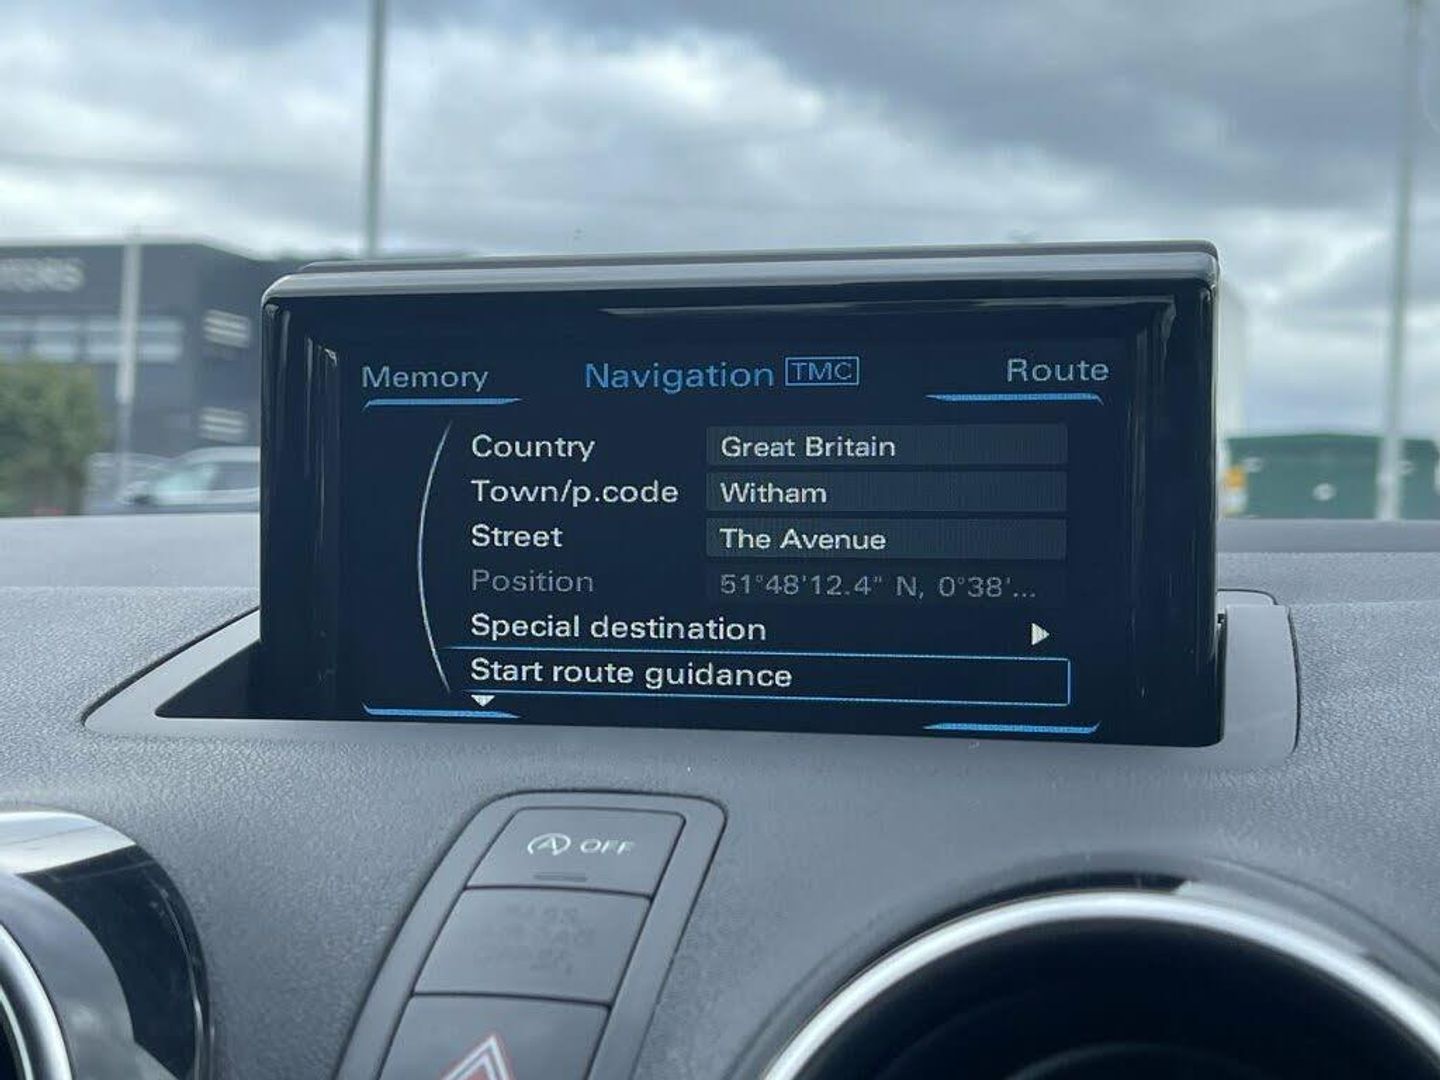 Memory Navigation TMC Route
Country Great Britain
Town/p.code Witham
Street The Avenue
Position 51°48'12.4" N, 0°38'...
Special destination
Start route guidance
A OFF